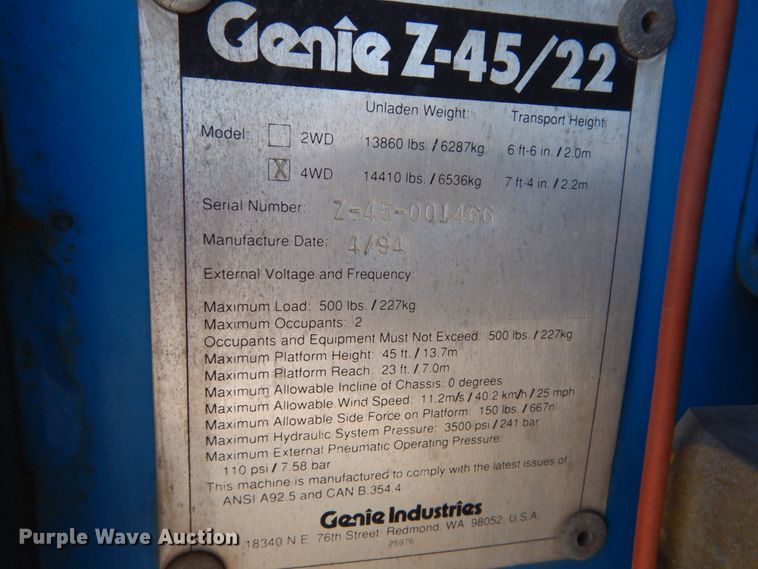 Genie Z-45/22
Unladen Weight: Transport Height:
Model: 2WD 13860 lbs. / 6287kg 6 ft-6 in. / 2.0m
X 4WD 14410 lbs. / 6536kg 7 ft-4 in. / 2.2m
Serial Number: Z-45-001466
Manufacture Date: 4/94
External Voltage and Frequency:
Maximum Load: 500 lbs. / 227kg
Maximum Occupants: 2
Occupants and Equipment Must Not Exceed: 500 lbs. / 227kg
Maximum Platform Height: 45 ft. / 13.7m
Maximum Platform Reach: 23 ft. / 7.0m
Maximum Allowable Incline of Chassis: 0 degrees
Maximum Allowable Wind Speed: 11.2m/s / 40.2 km/h / 25 mph
Maximum Allowable Side Force on Platform: 150 lbs. / 667n
Maximum Hydraulic System Pressure: 3500 psi / 241 bar
Maximum External Pneumatic Operating Pressure:
110 psi / 7.58 bar
This machine is manufactured to comply with the latest issues of
ANSI A92.5 and CAN B.354.4
Genie Industries
18340 N.E. 76th Street Redmond, WA 98052, U.S.A.
25976
Purple Wave Auction